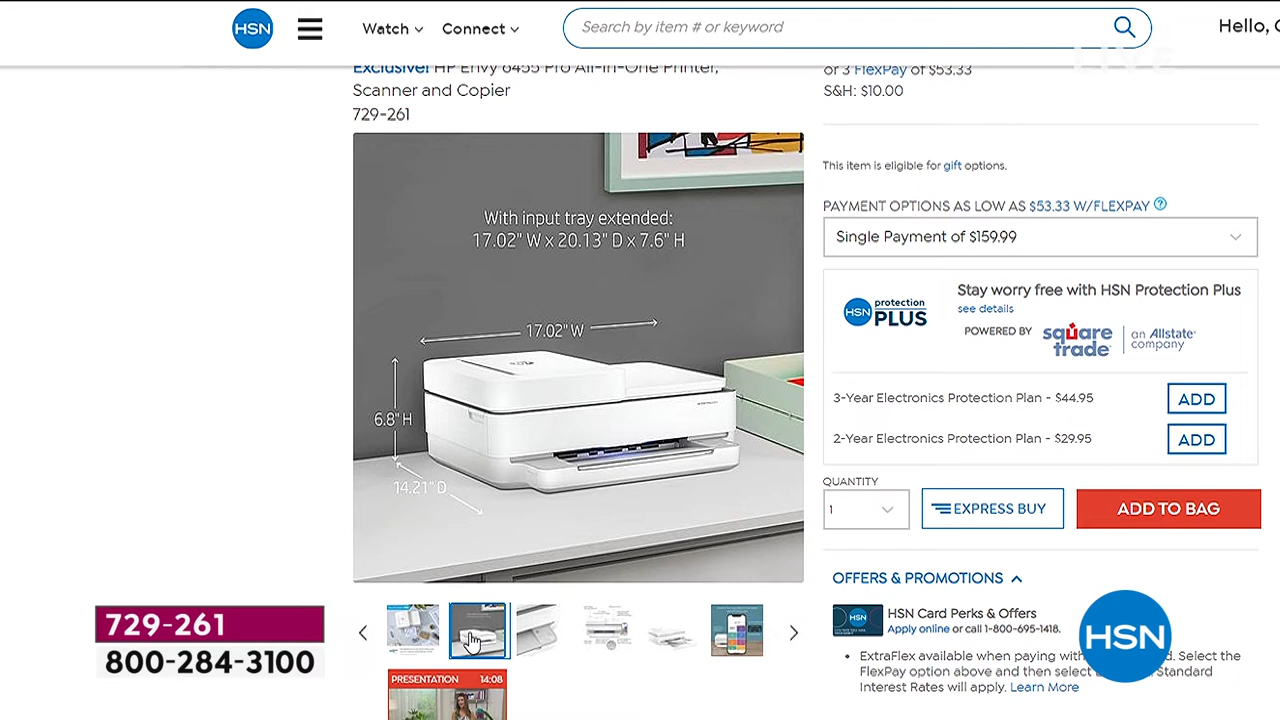 HSN
Watch
Connect
Search by item # or keyword
Hello,
LIVE
Exclusive! HP Envy 6455 Pro All-in-One Printer,
Scanner and Copier
729-261
or 3 FlexPay of $53.33
S&H: $10.00
This item is eligible for gift options.
PAYMENT OPTIONS AS LOW AS $53.33 W/FLEXPAY ?
Single Payment of $159.99
With input tray extended:
17.02" W x 20.13" D x 7.6" H
17.02" W
6.8" H
14.21" D
HSN protection PLUS
Stay worry free with HSN Protection Plus
see details
POWERED BY square trade an Allstate company
3-Year Electronics Protection Plan - $44.95
ADD
2-Year Electronics Protection Plan - $29.95
ADD
QUANTITY
1
EXPRESS BUY
ADD TO BAG
OFFERS & PROMOTIONS
HSN
HSN Card Perks & Offers
Apply online or call 1-800-695-1418.
• ExtraFlex available when paying with d. Select the
FlexPay option above and then select Standard
Interest Rates will apply. Learn More
HSN
729-261
800-284-3100
PRESENTATION 14:08